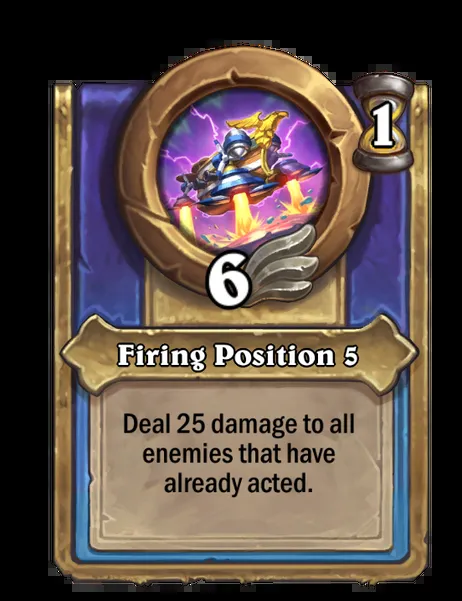 1
6
Firing Position 5
Deal 25 damage to all
enemies that have
already acted.